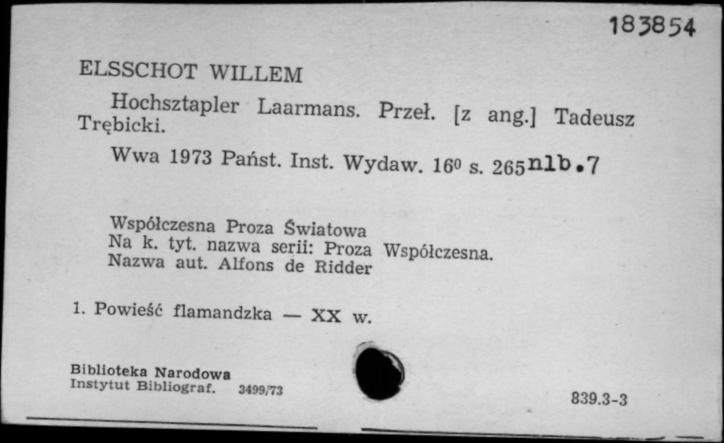 183854
ELSSCHOT WILLEM
Hochsztapler Laarmans. Przeł. [z ang.] Tadeusz
Trębicki.
Wwa 1973 Państ. Inst. Wydaw. 16⁰ s. 265nlb.7
Współczesna Proza Światowa
Na k. tyt. nazwa serii: Proza Współczesna.
Nazwa aut. Alfons de Ridder
1. Powieść flamandzka — XX w.
Biblioteka Narodowa
Instytut Bibliograf. 3499/73
839.3-3